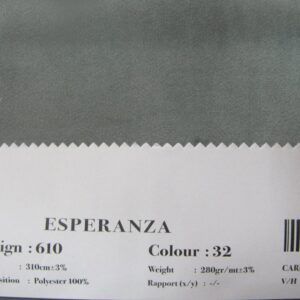 ESPERANZA
ign : 610 Colour : 32
: 310cm±3% Weight : 280gr/mt±3% CAR
sition : Polyester 100% Rapport (x/y) : -/- V/H